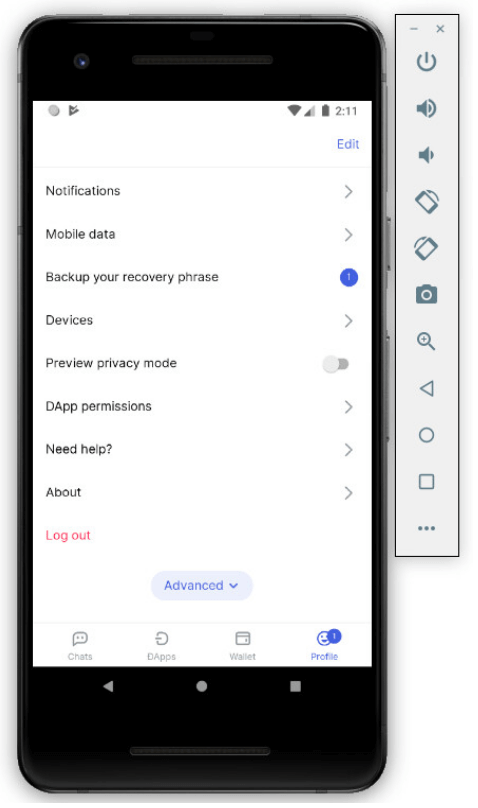 2:11
Edit
Notifications
Mobile data
Backup your recovery phrase
1
Devices
Preview privacy mode
DApp permissions
Need help?
About
Log out
Advanced
1
Chats
ÐApps
Wallet
Profile